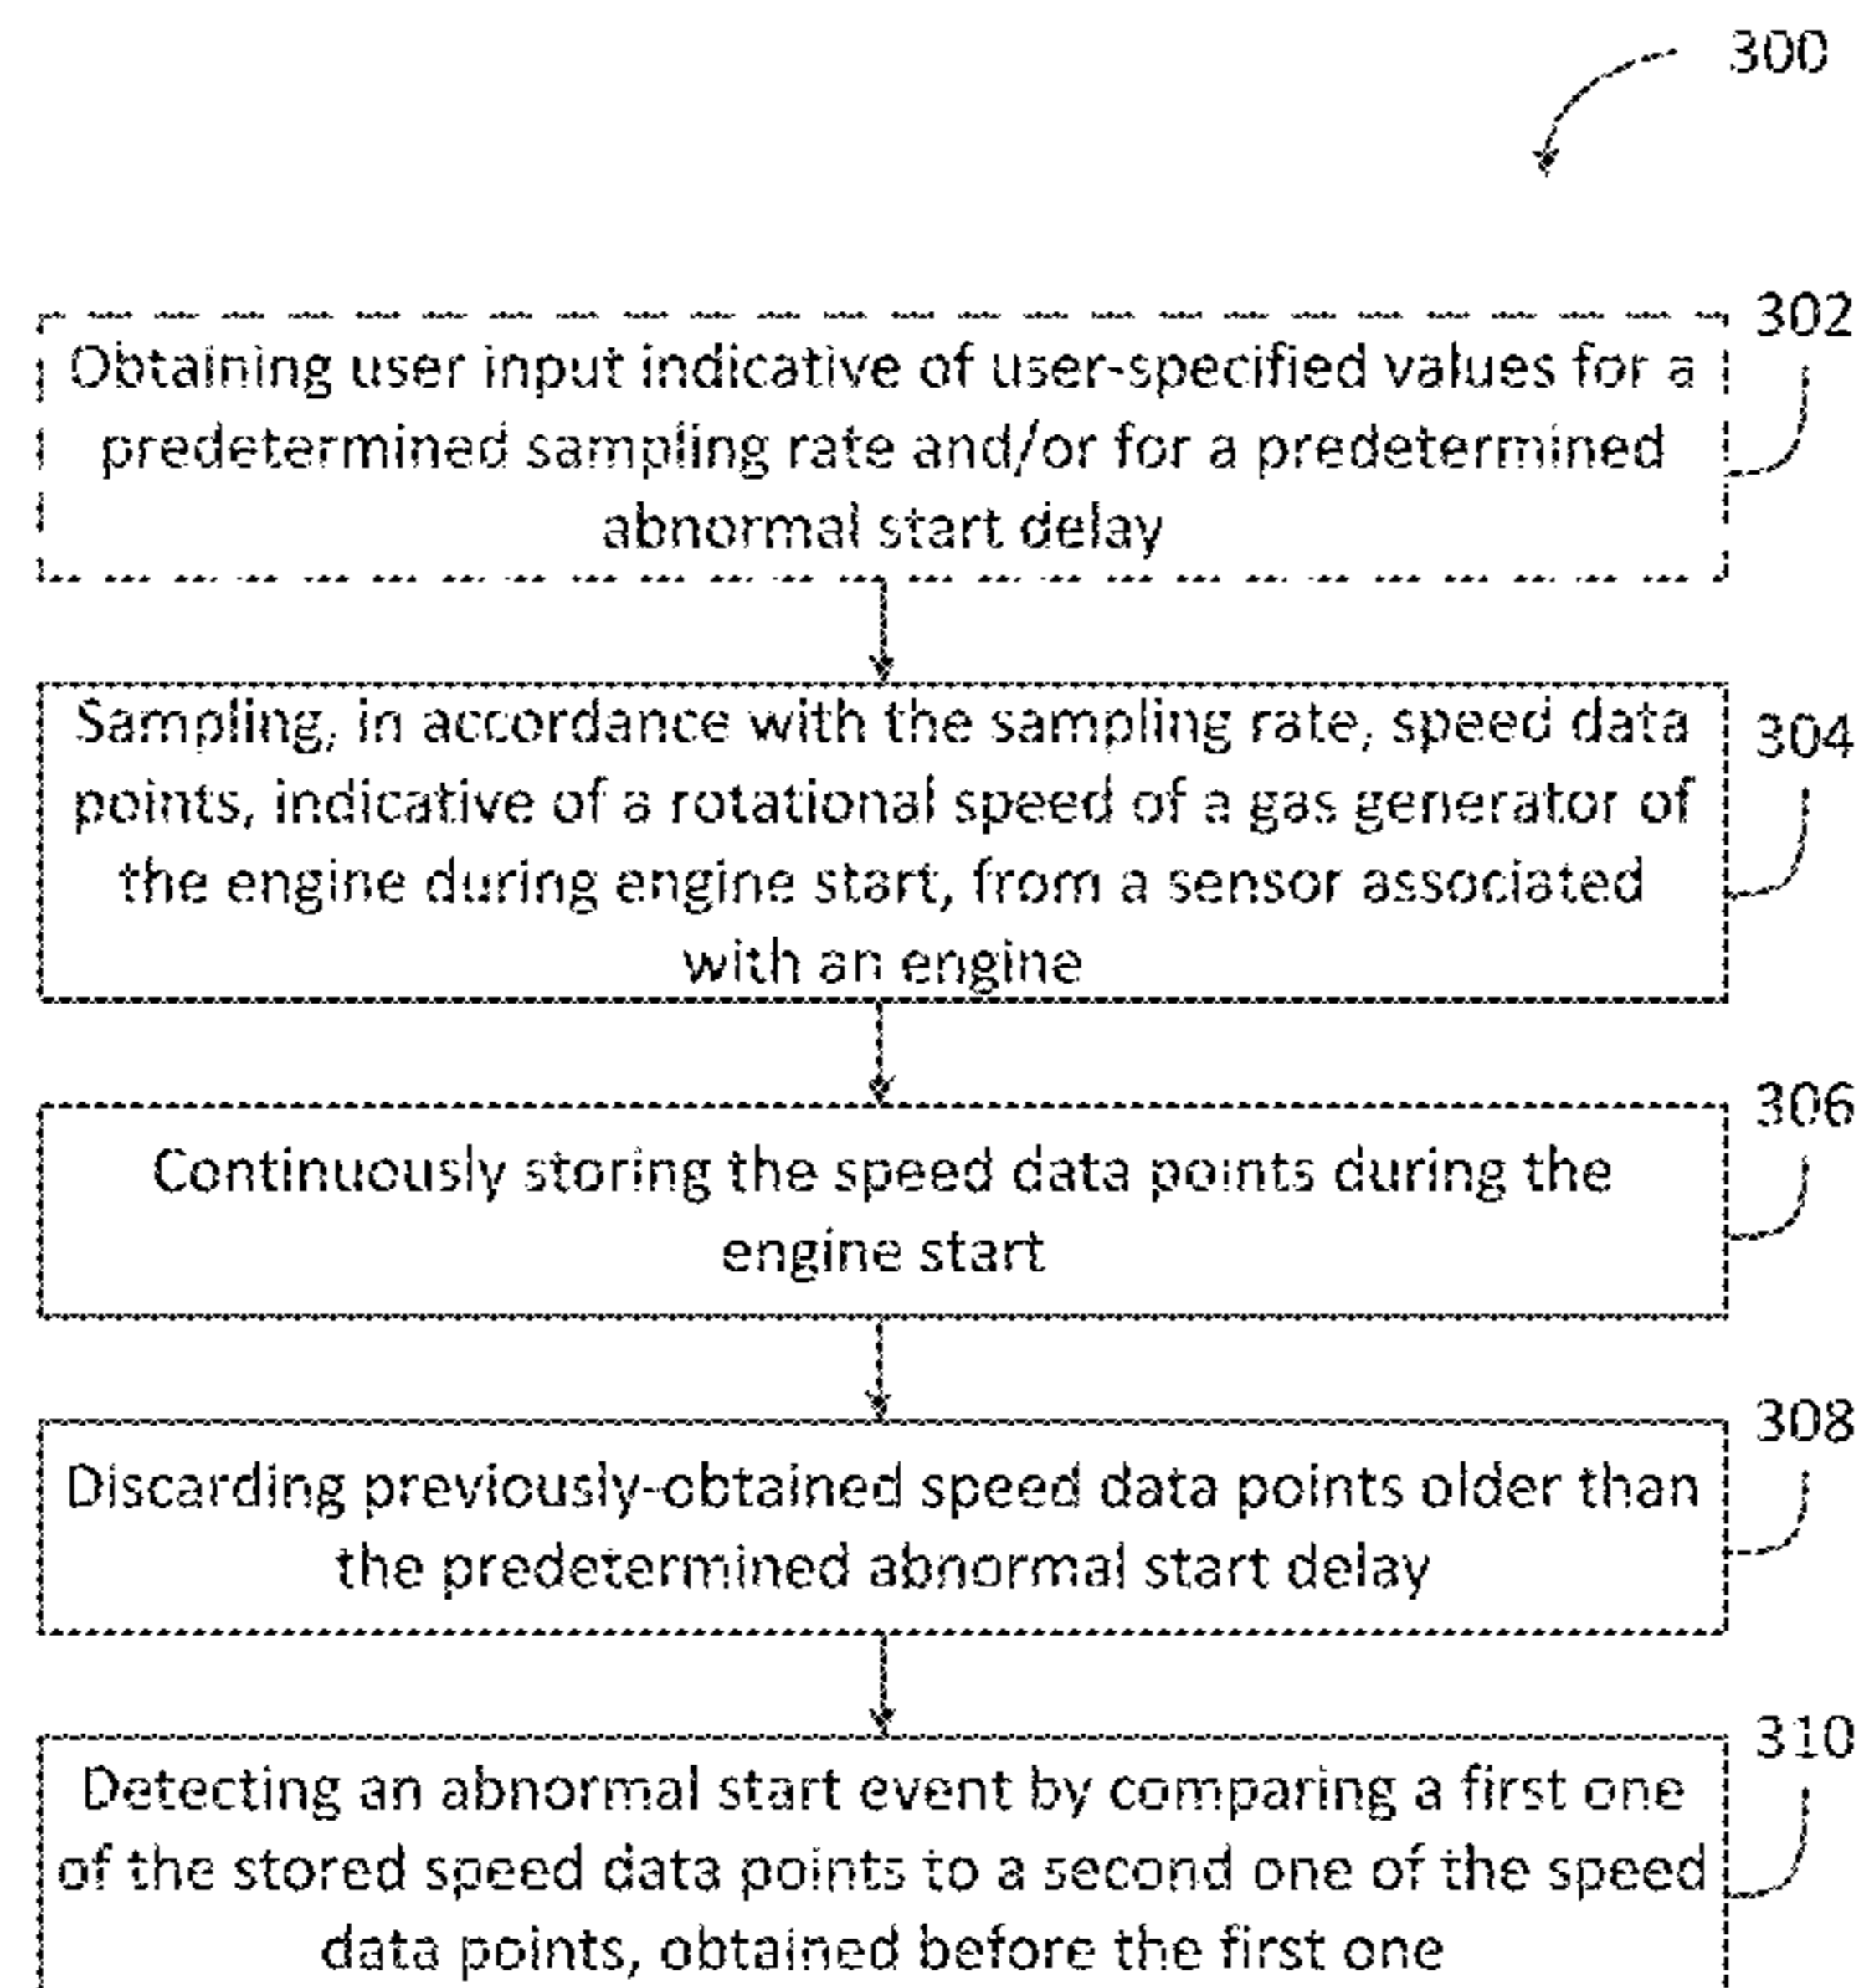 300
302
Obtaining user input indicative of user-specified values for a
predetermined sampling rate and/or for a predetermined
abnormal start delay
304
Sampling, in accordance with the sampling rate, speed data
points, indicative of a rotational speed of a gas generator of
the engine during engine start, from a sensor associated
with an engine
306
Continuously storing the speed data points during the
engine start
308
Discarding previously-obtained speed data points older than
the predetermined abnormal start delay
310
Detecting an abnormal start event by comparing a first one
of the stored speed data points to a second one of the speed
data points, obtained before the first one